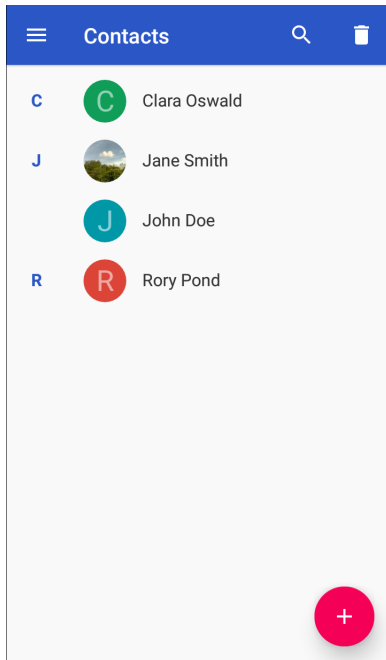 Contacts
C
C Clara Oswald
J
Jane Smith
J John Doe
R
R Rory Pond
+